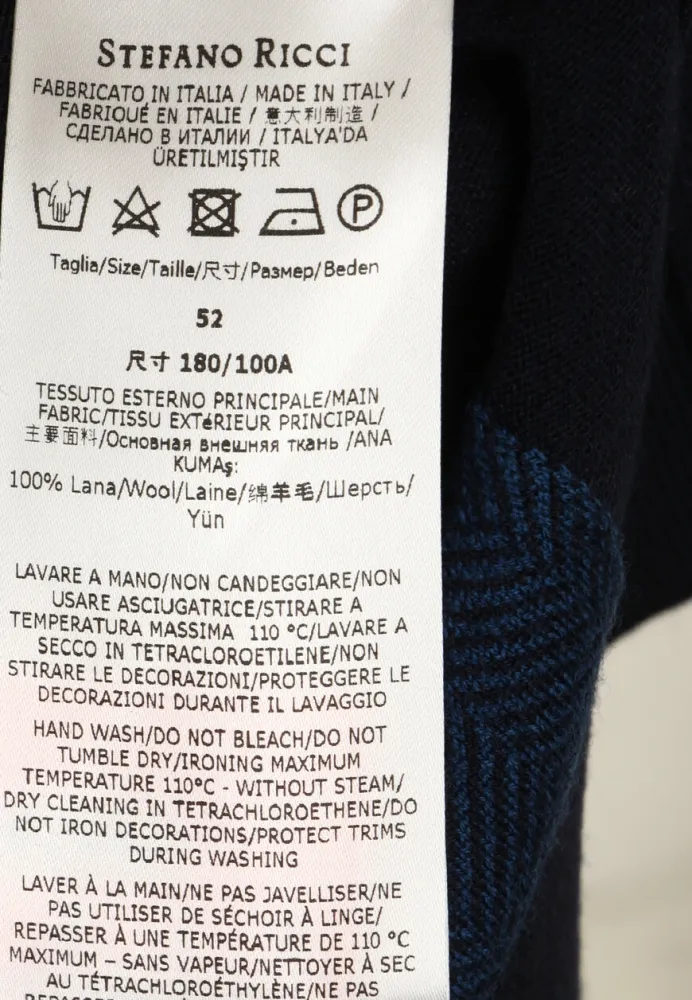 STEFANO RICCI
FABBRICATO IN ITALIA / MADE IN ITALY /
FABRIQUÉ EN ITALIE / 意大利制造 /
СДЕЛАНО В ИТАЛИИ / ITALYA'DA
ÜRETILMIŞTIR
P
Taglia/Size/Taille/尺寸/Размер/Beden
52
尺寸 180/100A
TESSUTO ESTERNO PRINCIPALE/MAIN
FABRIC/TISSU EXTéRIEUR PRINCIPAL/
主要面料/Основная внешняя ткань /ANA
KUMAş:
100% Lana/Wool/Laine/绵羊毛/Шерсть/
Yün
LAVARE A MANO/NON CANDEGGIARE/NON
USARE ASCIUGATRICE/STIRARE A
TEMPERATURA MASSIMA 110 °C/LAVARE A
SECCO IN TETRACLOROETILENE/NON
STIRARE LE DECORAZIONI/PROTEGGERE LE
DECORAZIONI DURANTE IL LAVAGGIO
HAND WASH/DO NOT BLEACH/DO NOT
TUMBLE DRY/IRONING MAXIMUM
TEMPERATURE 110°C - WITHOUT STEAM/
DRY CLEANING IN TETRACHLOROETHENE/DO
NOT IRON DECORATIONS/PROTECT TRIMS
DURING WASHING
LAVER À LA MAIN/NE PAS JAVELLISER/NE
PAS UTILISER DE SÉCHOIR À LINGE/
REPASSER À UNE TEMPÉRATURE DE 110 °C
MAXIMUM – SANS VAPEUR/NETTOYER À SEC
AU TÉTRACHLOROÉTHYLÈNE/NE PAS